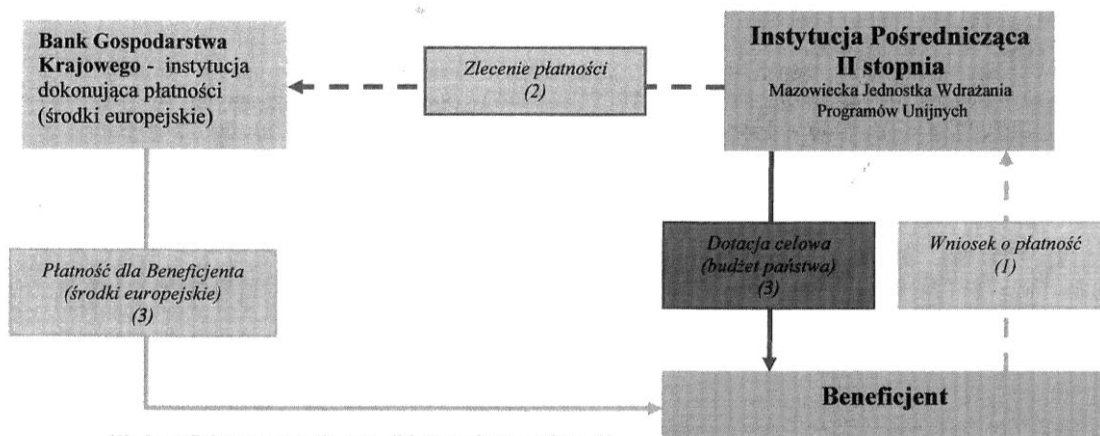 Bank Gospodarstwa
Krajowego - instytucja
dokonująca płatności
(środki europejskie)
Zlecenie płatności
(2)
Instytucja Pośrednicząca
II stopnia
Mazowiecka Jednostka Wdrażania
Programów Unijnych
Płatność dla Beneficjenta
(środki europejskie)
(3)
Dotacja celowa
(budżet państwa)
(3)
Wniosek o płatność
(1)
Beneficjent